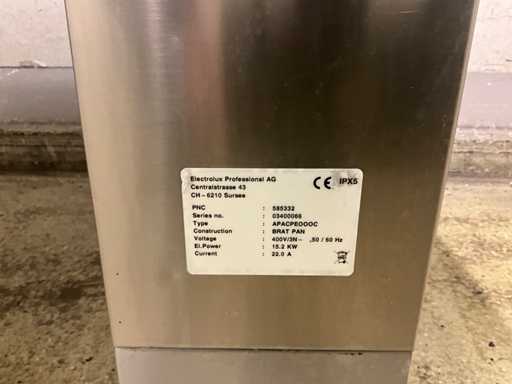 Electrolux Professional AG
Centralstrasse 43
CH-6210 Sursee
CE IPX5
PNC : 585332
Series no. : 03400066
Type : APACPEOOOC
Construction : BRAT PAN
Voltage : 400V/3N~ ,50 / 60 Hz
El.Power : 15.2 KW
Current : 22.0 A